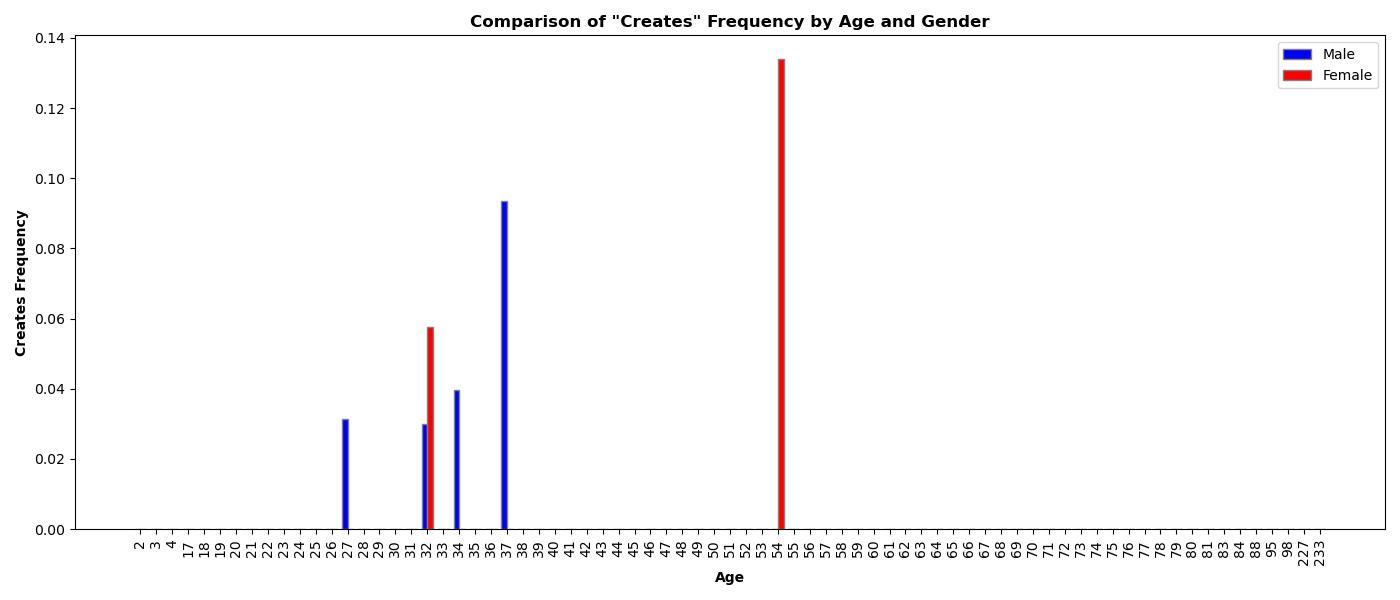 Comparison of "Creates" Frequency by Age and Gender
Male
Female
Creates Frequency
0.14
0.12
0.10
0.08
0.06
0.04
0.02
0.00
2 3 4 17 18 19 20 21 22 23 24 25 26 27 28 29 30 31 32 33 34 35 36 37 38 39 40 41 42 43 44 45 46 47 48 49 50 51 52 53 54 55 56 57 58 59 60 61 62 63 64 65 66 67 68 69 70 71 72 73 74 75 76 77 78 79 80 81 83 84 88 95 98 227 233
Age